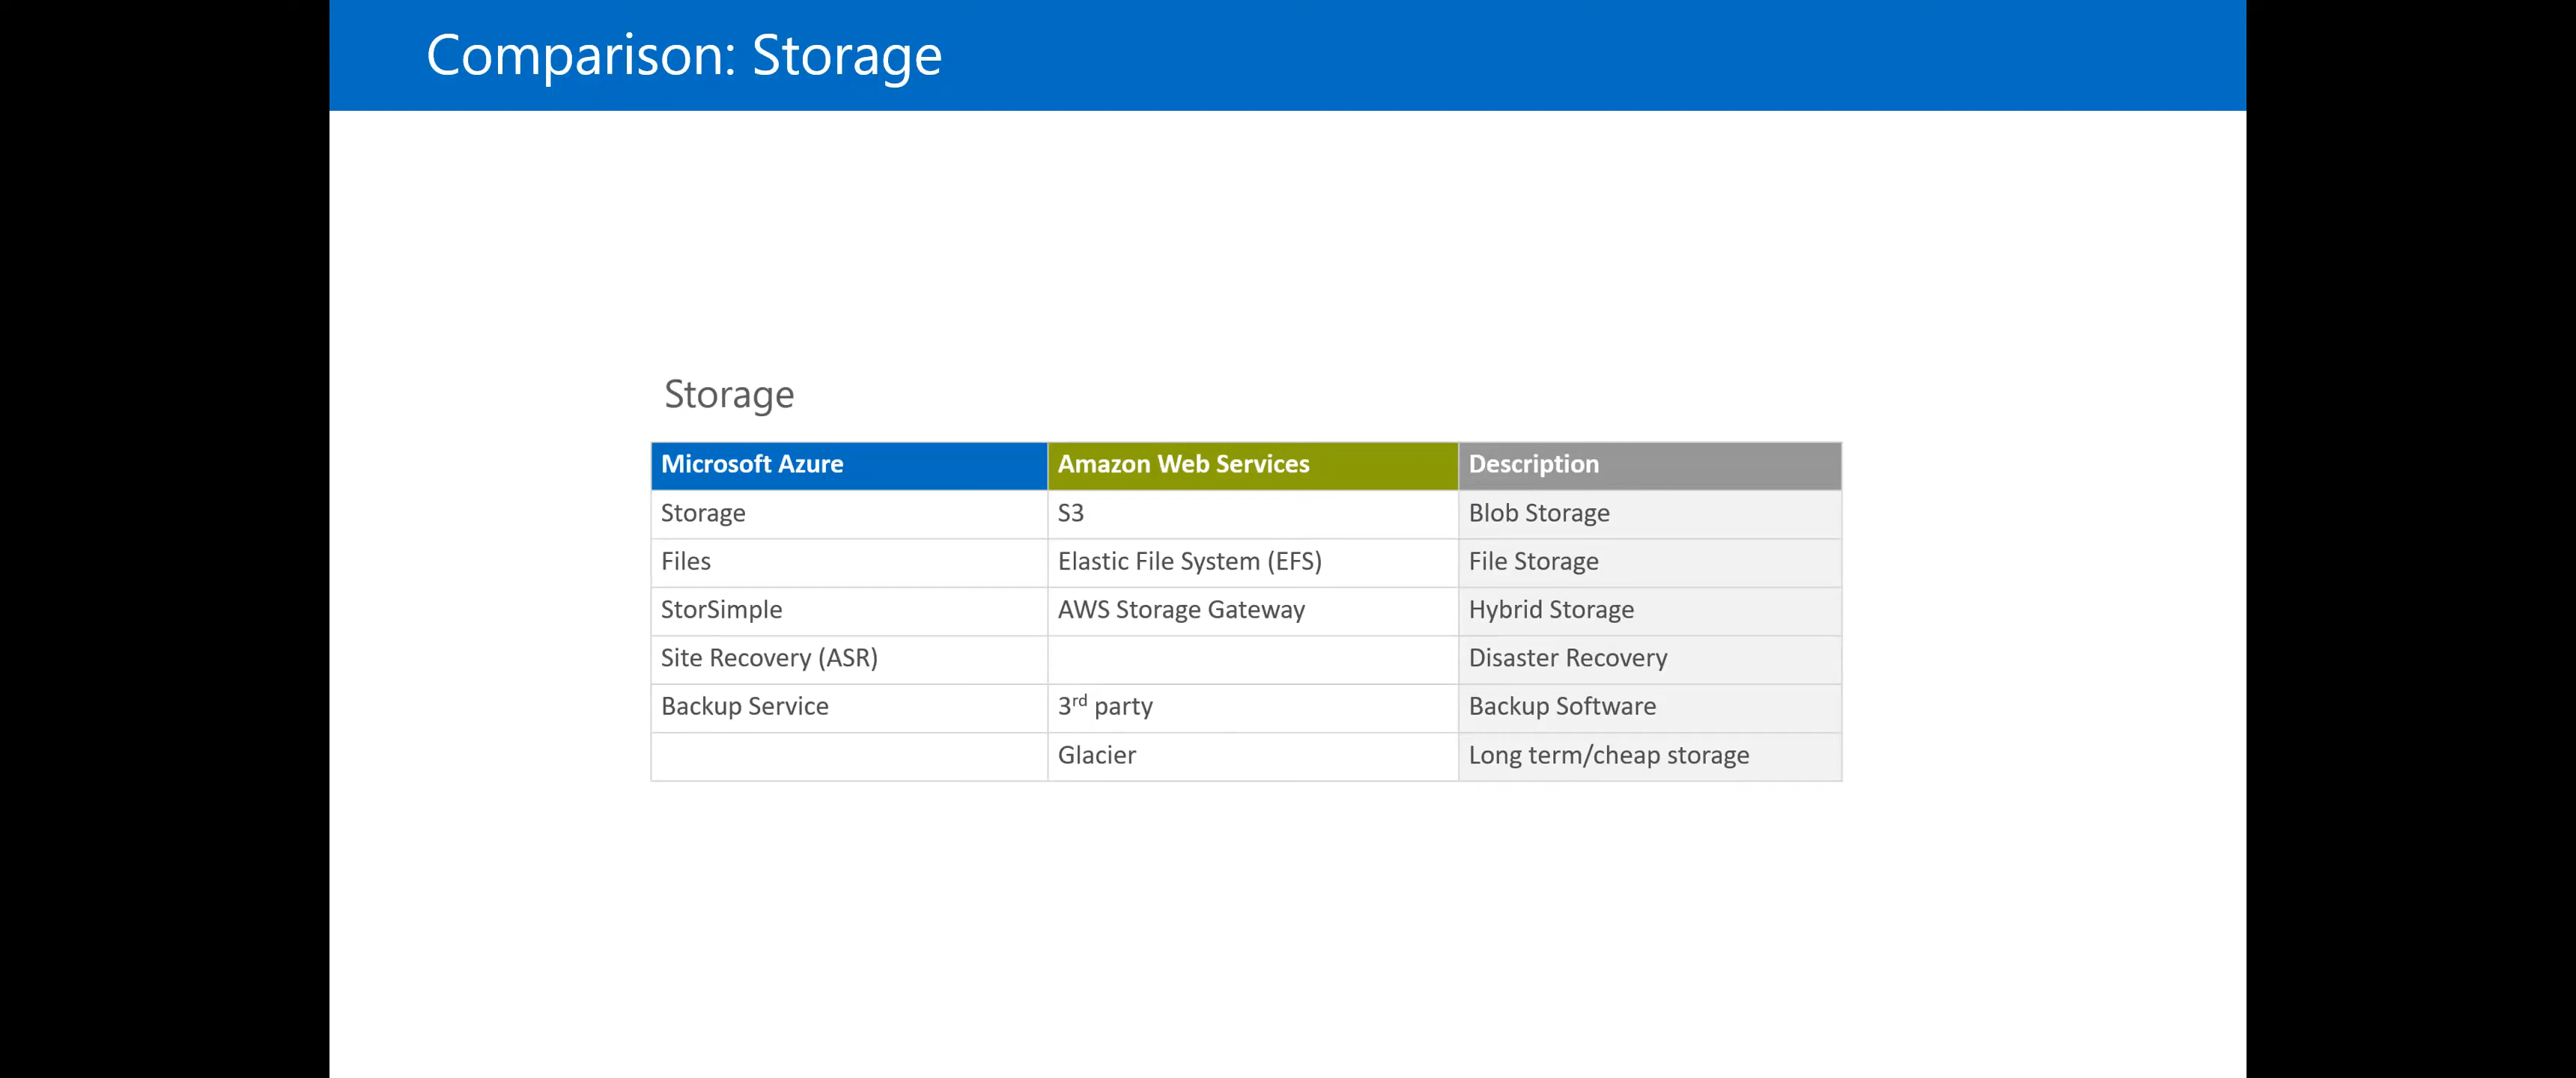 Comparison: Storage
Storage
Microsoft Azure Amazon Web Services Description
Storage S3 Blob Storage
Files Elastic File System (EFS) File Storage
StorSimple AWS Storage Gateway Hybrid Storage
Site Recovery (ASR) Disaster Recovery
Backup Service 3rd party Backup Software
Glacier Long term/cheap storage